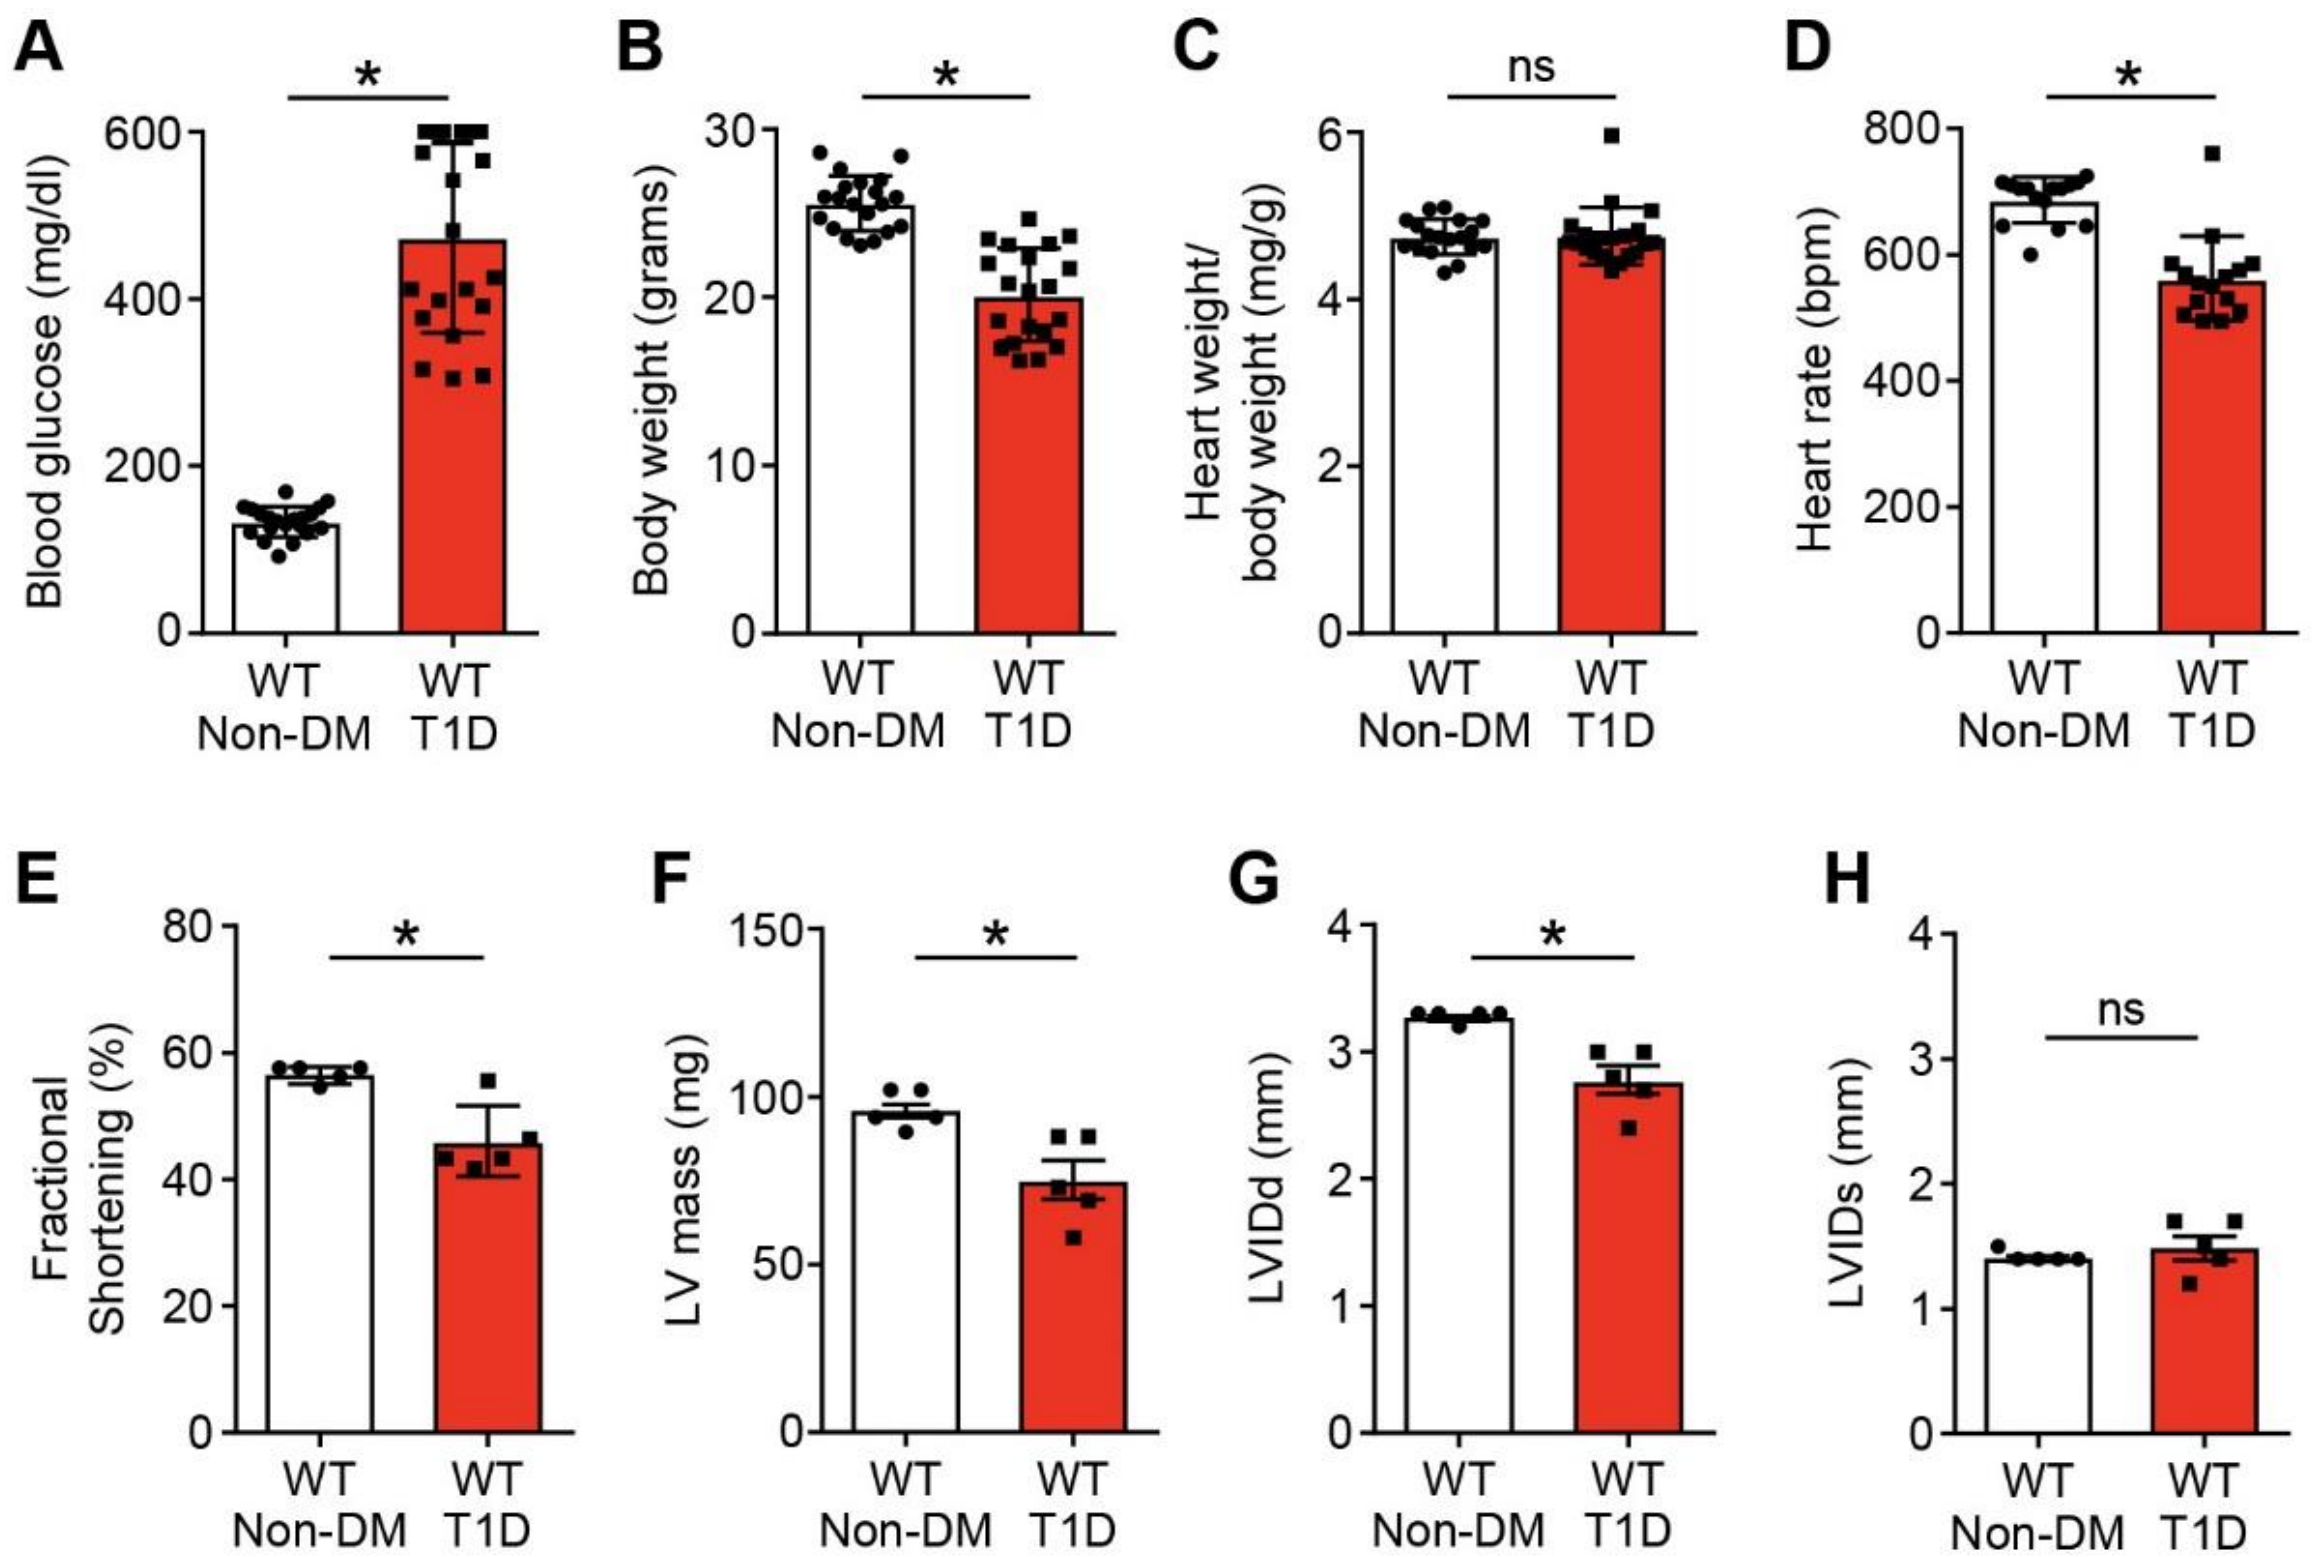 A
*
Blood glucose (mg/dl)
600
400
200
0
WT
Non-DM
WT
T1D
B
*
Body weight (grams)
30
20
10
0
WT
Non-DM
WT
T1D
C
ns
Heart weight/
body weight (mg/g)
6
4
2
0
WT
Non-DM
WT
T1D
D
*
Heart rate (bpm)
800
600
400
200
0
WT
Non-DM
WT
T1D
E
*
Fractional
Shortening (%)
80
60
40
20
0
WT
Non-DM
WT
T1D
F
*
LV mass (mg)
150
100
50
0
WT
Non-DM
WT
T1D
G
*
LVIDd (mm)
4
3
2
1
0
WT
Non-DM
WT
T1D
H
ns
LVIDs (mm)
4
3
2
1
0
WT
Non-DM
WT
T1D